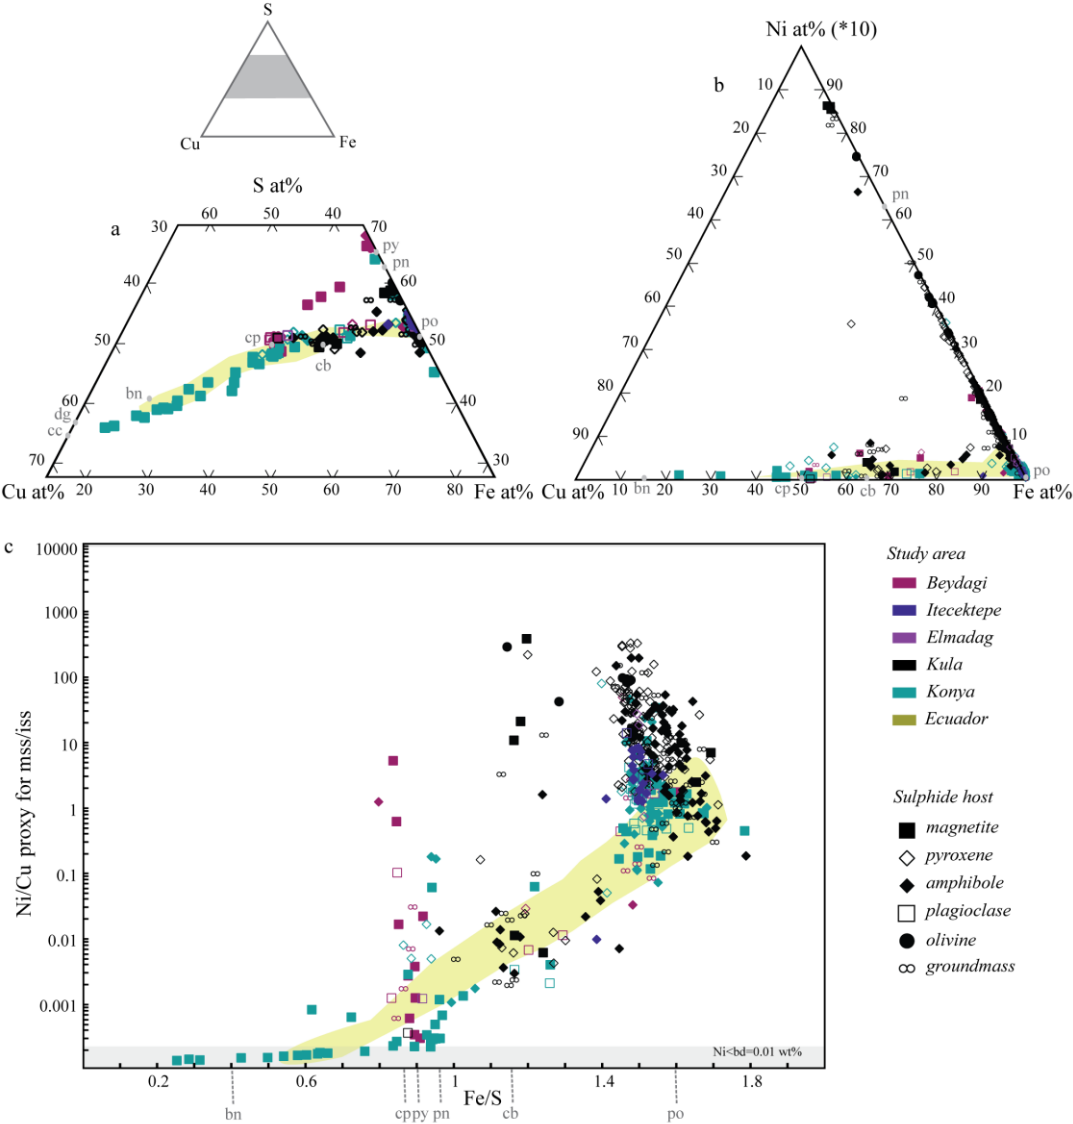 S
Cu Fe
S at%
a
30 60 50 40 70
py
pn
40 60
cp
po
50 50
cb
bn
60 40
dg
cc
70 30
Cu at% 20 30 40 50 60 70 80 Fe at%
Ni at% (*10)
b
10 90
20 80
30 70
pn
40 60
50 50
60 40
70 30
80 20
90 10
po
Cu at% 10 bn 20 30 40 cp 50 60 cb 70 80 90 Fe at%
c
10000
1000
100
10
1
0.1
0.01
0.001
Ni/Cu proxy for mss/iss
Ni<bd=0.01 wt%
0.2 0.6 1 1.4 1.8
Fe/S
bn cp py pn cb po
Study area
Beydagi
Itecektepe
Elmadag
Kula
Konya
Ecuador
Sulphide host
magnetite
pyroxene
amphibole
plagioclase
olivine
groundmass